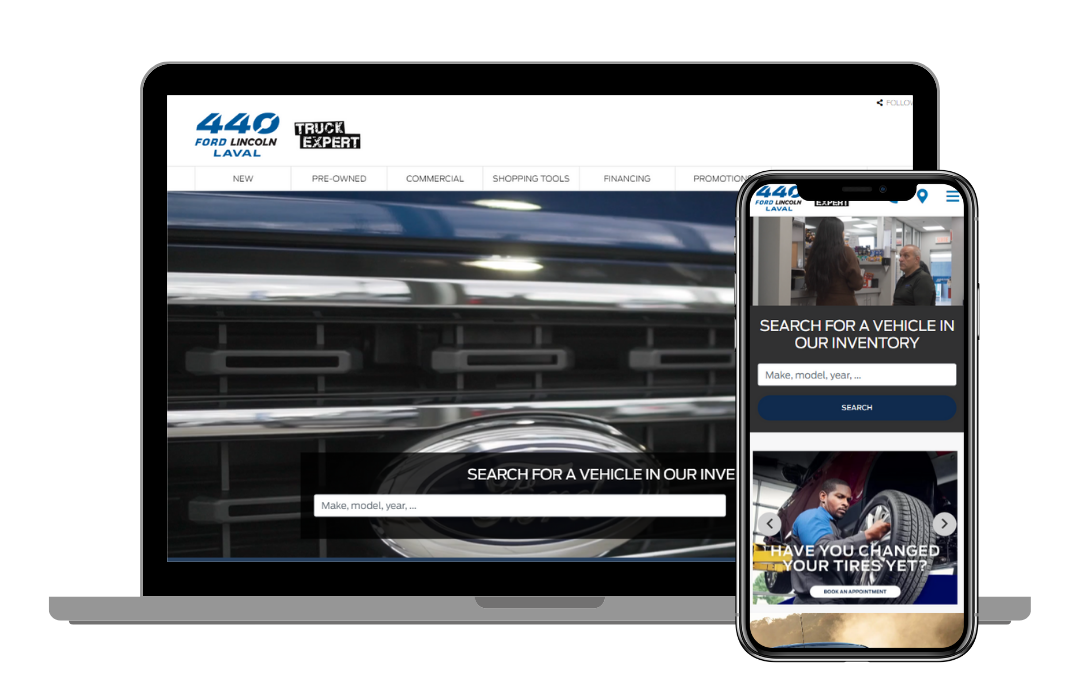 FOLLOW
440
FORD LINCOLN
LAVAL
TRUCK
EXPERT
NEW
PRE-OWNED
COMMERCIAL
SHOPPING TOOLS
FINANCING
PROMOTIONS
SEARCH FOR A VEHICLE IN OUR INVE
Make, model, year, ...
440
FORD LINCOLN
LAVAL
EXPERT
SEARCH FOR A VEHICLE IN
OUR INVENTORY
Make, model, year, ...
SEARCH
HAVE YOU CHANGED
YOUR TIRES YET?
BOOK AN APPOINTMENT